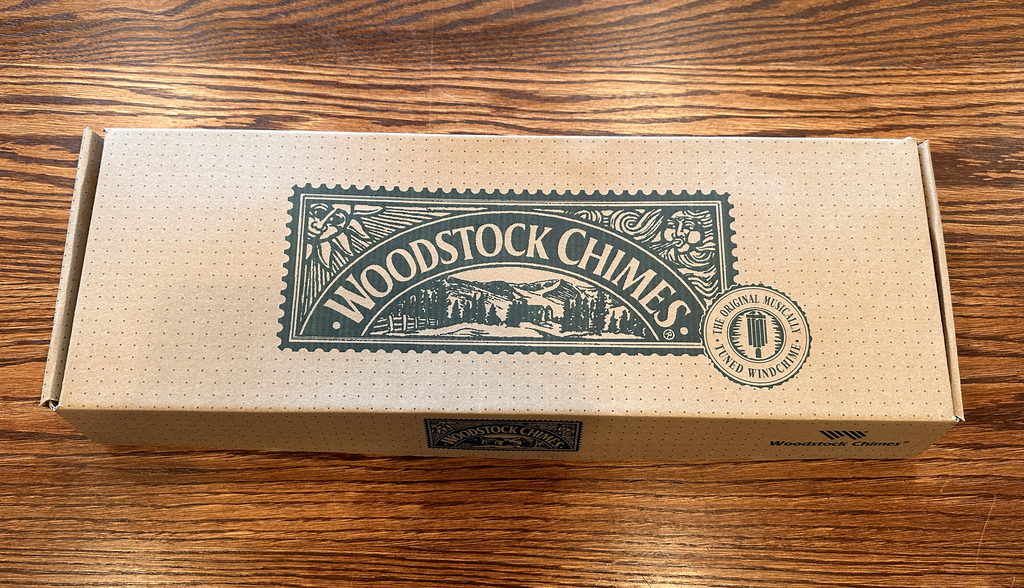 WOODSTOCK CHIMES®
THE ORIGINAL MUSICALLY
• TUNED WINDCHIME •
WOODSTOCK CHIMES
Woodstock Chimes®